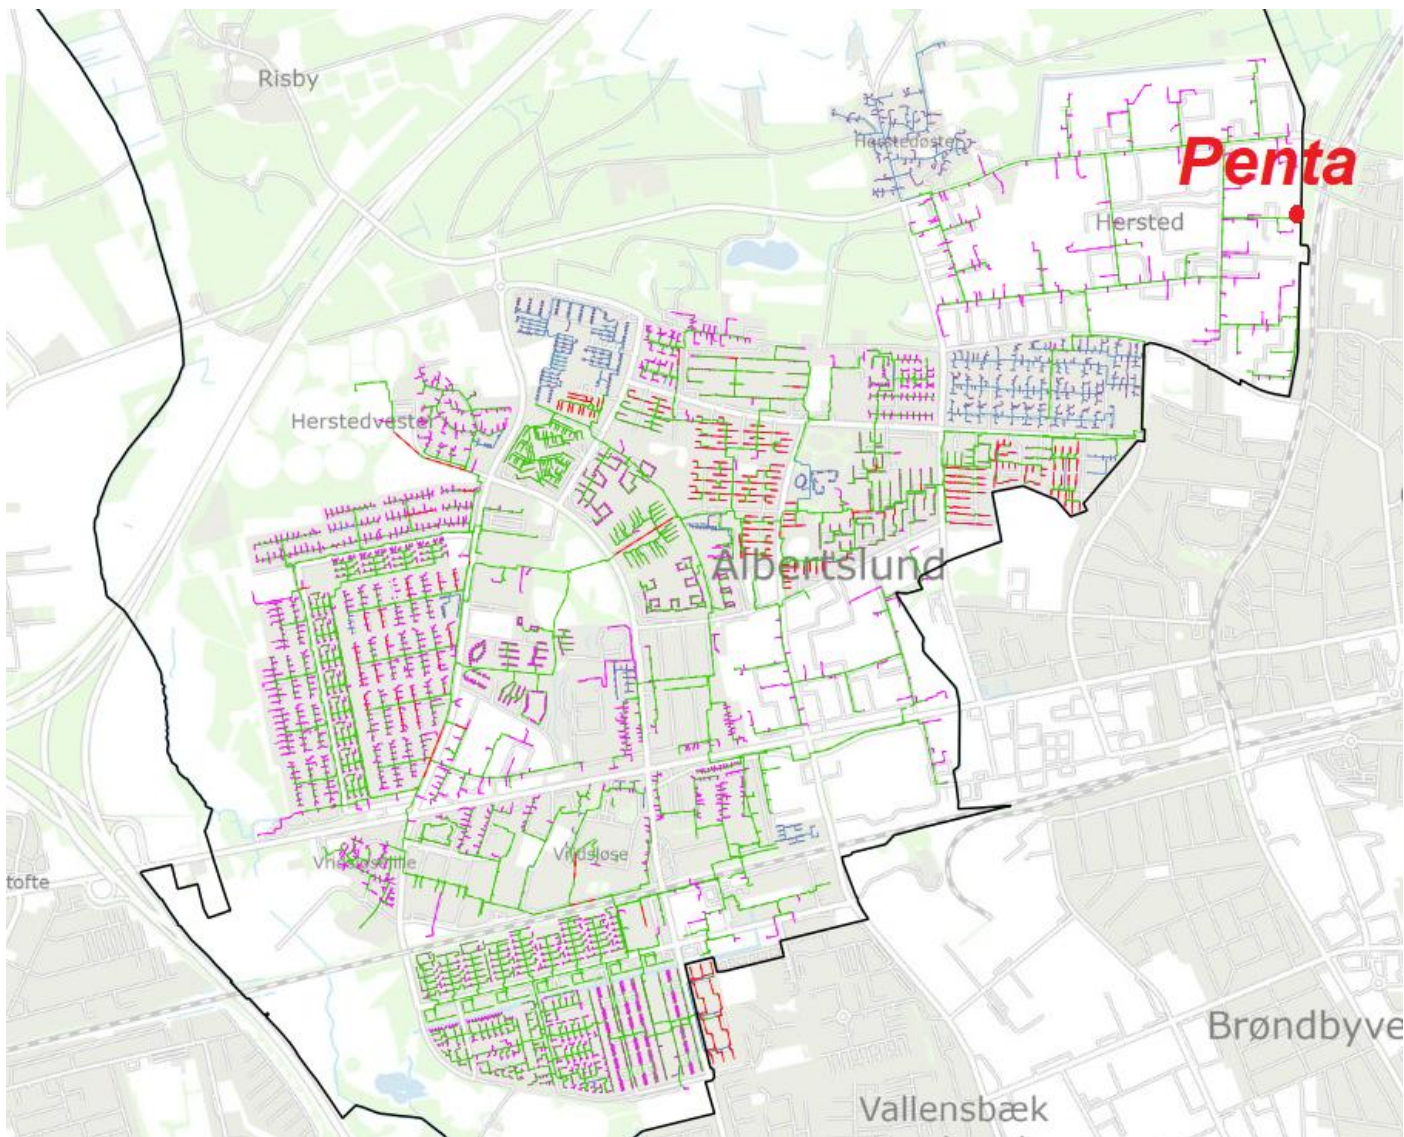 Risby
Herstedøster
Penta
Hersted
Herstedvester
Albertslund
Vridsløse
tofte
Brøndbyve
Vallensbæk